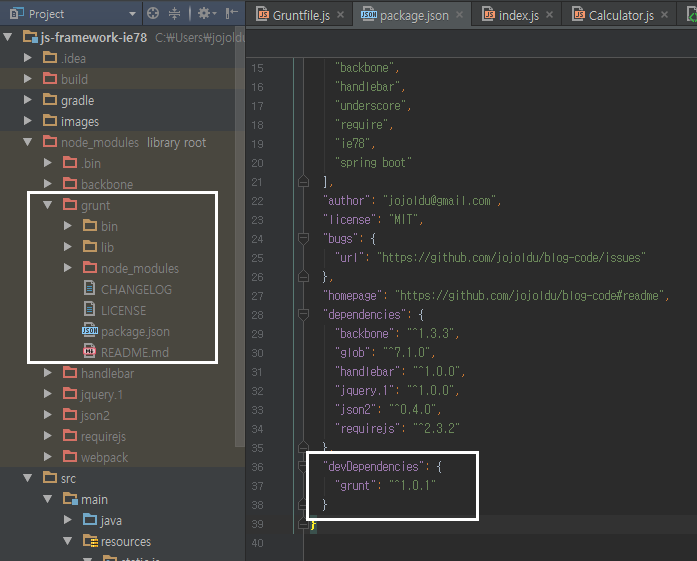 Project
js-framework-ie78 C:₩Users₩jojoldu
.idea
build
gradle
images
node_modules library root
.bin
backbone
grunt
bin
lib
node_modules
CHANGELOG
LICENSE
package.json
README.md
handlebar
jquery.1
json2
requirejs
webpack
src
main
java
resources
static.js
Gruntfile.js
package.json
index.js
Calculator.js
15 "backbone",
16 "handlebar",
17 "underscore",
18 "require",
19 "ie78",
20 "spring boot"
21 ],
22 "author": "jojoldu@gmail.com",
23 "license": "MIT",
24 "bugs": {
25 "url": "https://github.com/jojoldu/blog-code/issues"
26 },
27 "homepage": "https://github.com/jojoldu/blog-code#readme",
28 "dependencies": {
29 "backbone": "^1.3.3",
30 "glob": "^7.1.0",
31 "handlebar": "^1.0.0",
32 "jquery.1": "^1.0.0",
33 "json2": "^0.4.0",
34 "requirejs": "^2.3.2"
35 },
36 "devDependencies": {
37 "grunt": "^1.0.1"
38 }
39 }
40